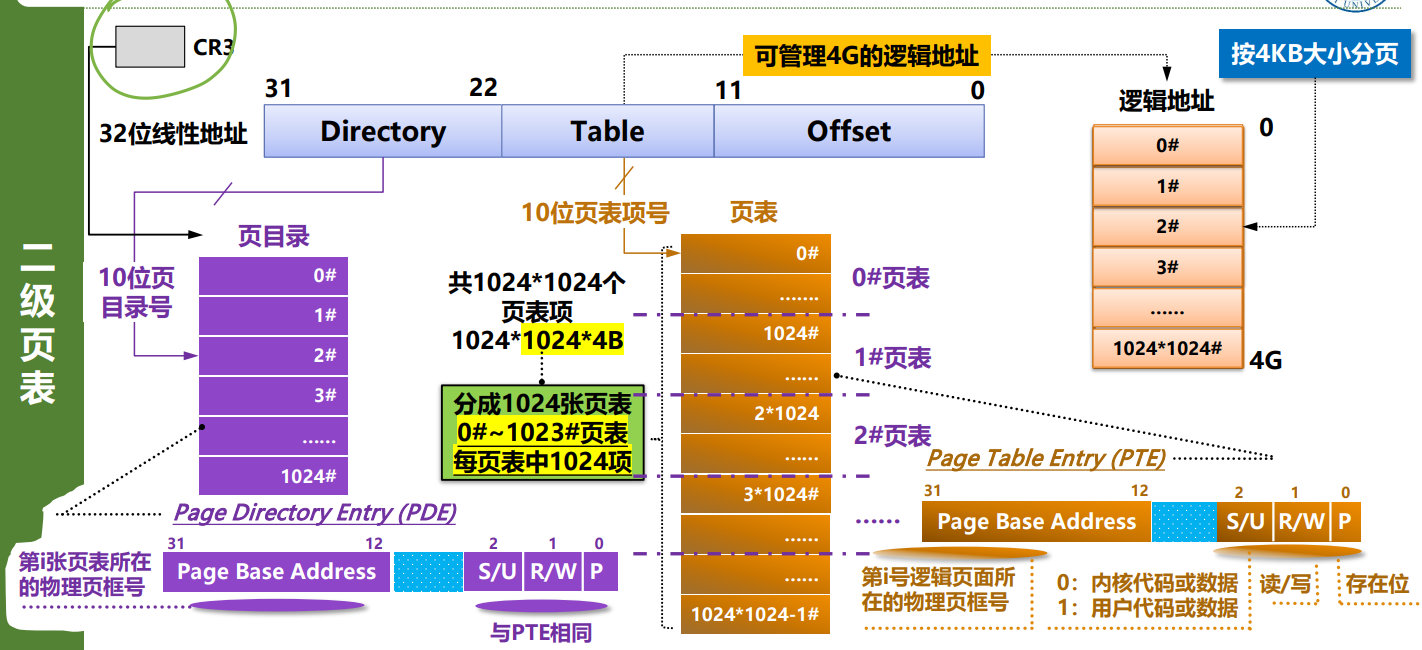 CR3
可管理4G的逻辑地址
按4KB大小分页
31
22
11
0
32位线性地址
Directory
Table
Offset
逻辑地址
0
0#
1#
2#
3#
......
1024*1024#
4G
二级页表
10位页
目录号
页目录
0#
1#
2#
3#
......
1024#
10位页表项号
页表
共1024*1024个
页表项
1024*1024*4B
分成1024张页表
0#~1023#页表
每页表中1024项
0#
.......
1024#
......
2*1024
......
3*1024#
......
......
1024*1024-1#
0#页表
1#页表
2#页表
......
Page Directory Entry (PDE)
31
12
2
1
0
第i张页表所在
的物理页框号
Page Base Address
S/U
R/W
P
与PTE相同
Page Table Entry (PTE)
31
12
2
1
0
Page Base Address
S/U
R/W
P
第i号逻辑页面所
在的物理页框号
0：内核代码或数据
1：用户代码或数据
读/写
存在位